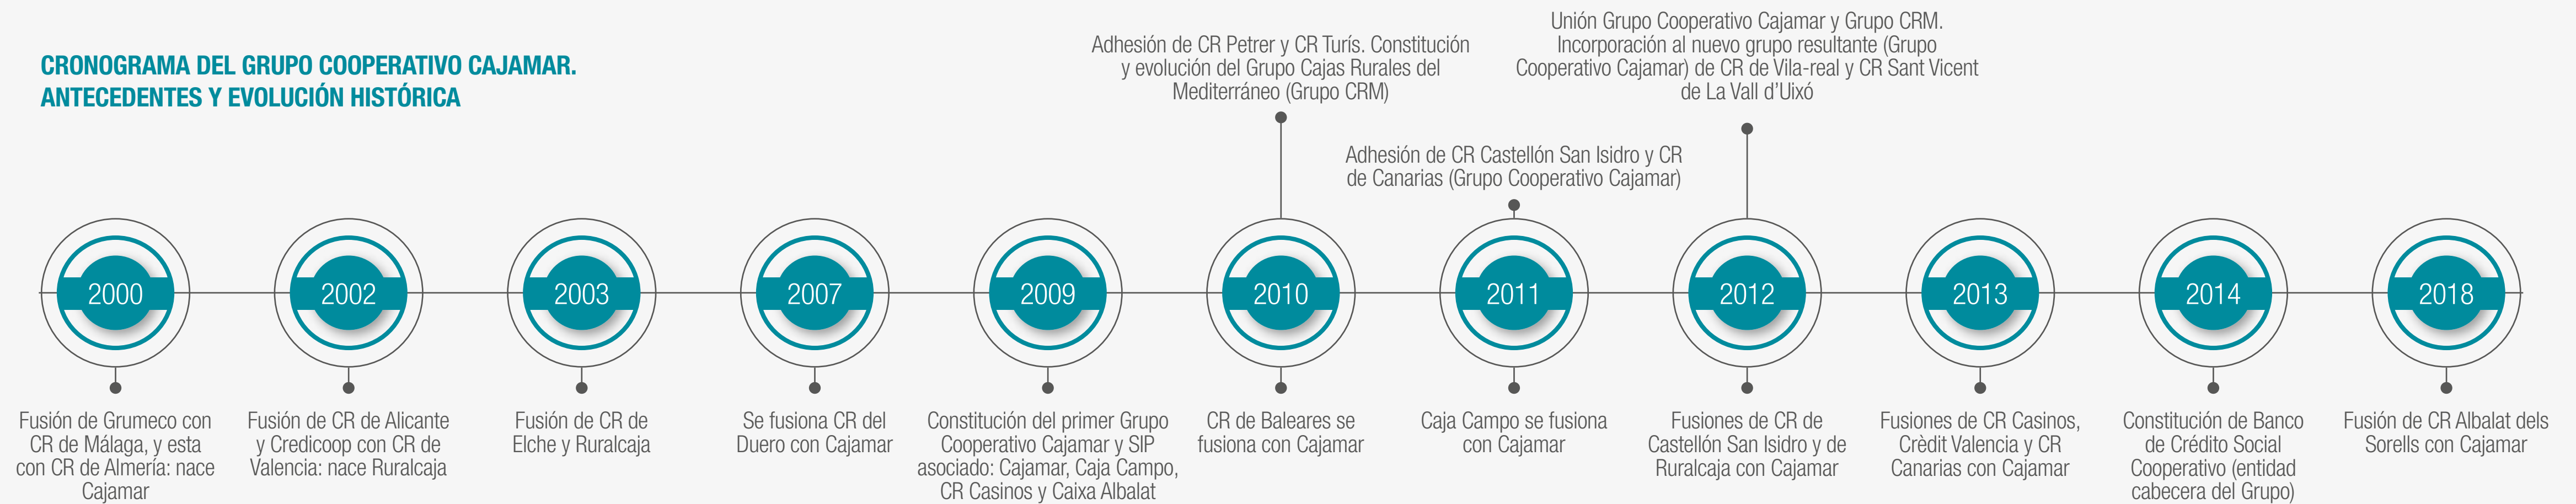 CRONOGRAMA DEL GRUPO COOPERATIVO CAJAMAR.
ANTECEDENTES Y EVOLUCIÓN HISTÓRICA
Adhesión de CR Petrer y CR Turís. Constitución
y evolución del Grupo Cajas Rurales del
Mediterráneo (Grupo CRM)
Adhesión de CR Castellón San Isidro y CR
de Canarias (Grupo Cooperativo Cajamar)
Unión Grupo Cooperativo Cajamar y Grupo CRM.
Incorporación al nuevo grupo resultante (Grupo
Cooperativo Cajamar) de CR de Vila-real y CR Sant Vicent
de La Vall d’Uixó
2000
2002
2003
2007
2009
2010
2011
2012
2013
2014
2018
Fusión de Grumeco con
CR de Málaga, y esta
con CR de Almería: nace
Cajamar
Fusión de CR de Alicante
y Credicoop con CR de
Valencia: nace Ruralcaja
Fusión de CR de
Elche y Ruralcaja
Se fusiona CR del
Duero con Cajamar
Constitución del primer Grupo
Cooperativo Cajamar y SIP
asociado: Cajamar, Caja Campo,
CR Casinos y Caixa Albalat
CR de Baleares se
fusiona con Cajamar
Caja Campo se fusiona
con Cajamar
Fusiones de CR de
Castellón San Isidro y de
Ruralcaja con Cajamar
Fusiones de CR Casinos,
Crèdit Valencia y CR
Canarias con Cajamar
Constitución de Banco
de Crédito Social
Cooperativo (entidad
cabecera del Grupo)
Fusión de CR Albalat dels
Sorells con Cajamar